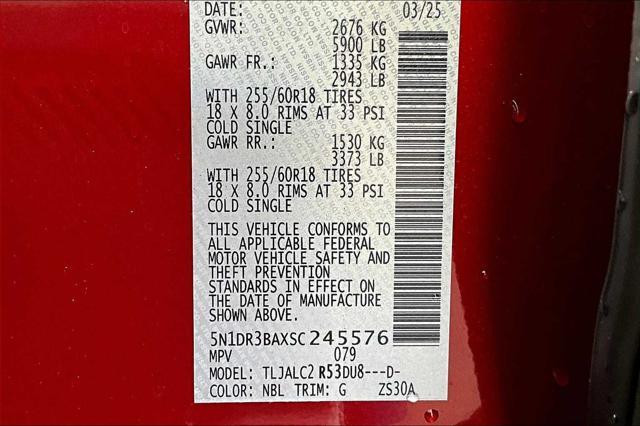 DATE: 03/25
GVWR: 2676 KG
5900 LB
GAWR FR.: 1335 KG
2943 LB
WITH 255/60R18 TIRES
18 X 8.0 RIMS AT 33 PSI
COLD SINGLE
GAWR RR.: 1530 KG
3373 LB
WITH 255/60R18 TIRES
18 X 8.0 RIMS AT 33 PSI
COLD SINGLE
THIS VEHICLE CONFORMS TO
ALL APPLICABLE FEDERAL
MOTOR VEHICLE SAFETY AND
THEFT PREVENTION
STANDARDS IN EFFECT ON
THE DATE OF MANUFACTURE
SHOWN ABOVE.
5N1DR3BAXSC245576
MPV 079
MODEL: TLJALC2 R53DU8---D-
COLOR: NBL TRIM: G ZS30A